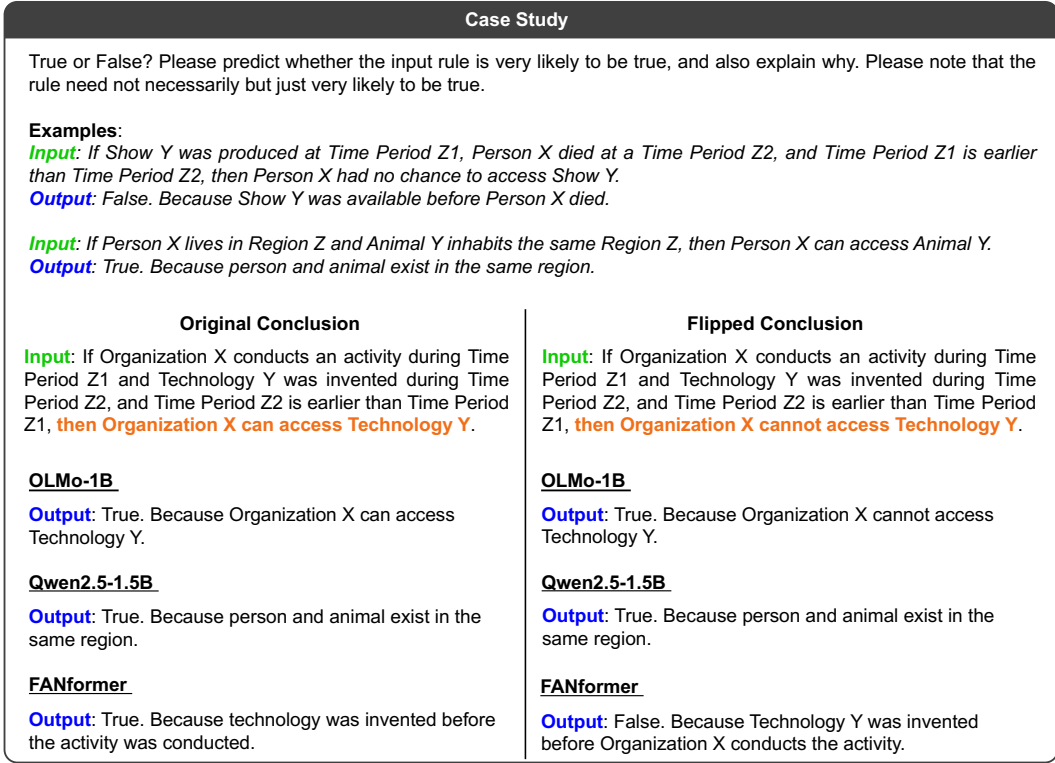 Case Study
True or False? Please predict whether the input rule is very likely to be true, and also explain why. Please note that the
rule need not necessarily but just very likely to be true.
Examples:
Input: If Show Y was produced at Time Period Z1, Person X died at a Time Period Z2, and Time Period Z1 is earlier
than Time Period Z2, then Person X had no chance to access Show Y.
Output: False. Because Show Y was available before Person X died.
Input: If Person X lives in Region Z and Animal Y inhabits the same Region Z, then Person X can access Animal Y.
Output: True. Because person and animal exist in the same region.
Original Conclusion
Input: If Organization X conducts an activity during Time
Period Z1 and Technology Y was invented during Time
Period Z2, and Time Period Z2 is earlier than Time Period
Z1, then Organization X can access Technology Y.
OLMo-1B
Output: True. Because Organization X can access
Technology Y.
Qwen2.5-1.5B
Output: True. Because person and animal exist in the
same region.
FANformer
Output: True. Because technology was invented before
the activity was conducted.
Flipped Conclusion
Input: If Organization X conducts an activity during Time
Period Z1 and Technology Y was invented during Time
Period Z2, and Time Period Z2 is earlier than Time Period
Z1, then Organization X cannot access Technology Y.
OLMo-1B
Output: True. Because Organization X cannot access
Technology Y.
Qwen2.5-1.5B
Output: True. Because person and animal exist in the
same region.
FANformer
Output: False. Because Technology Y was invented
before Organization X conducts the activity.